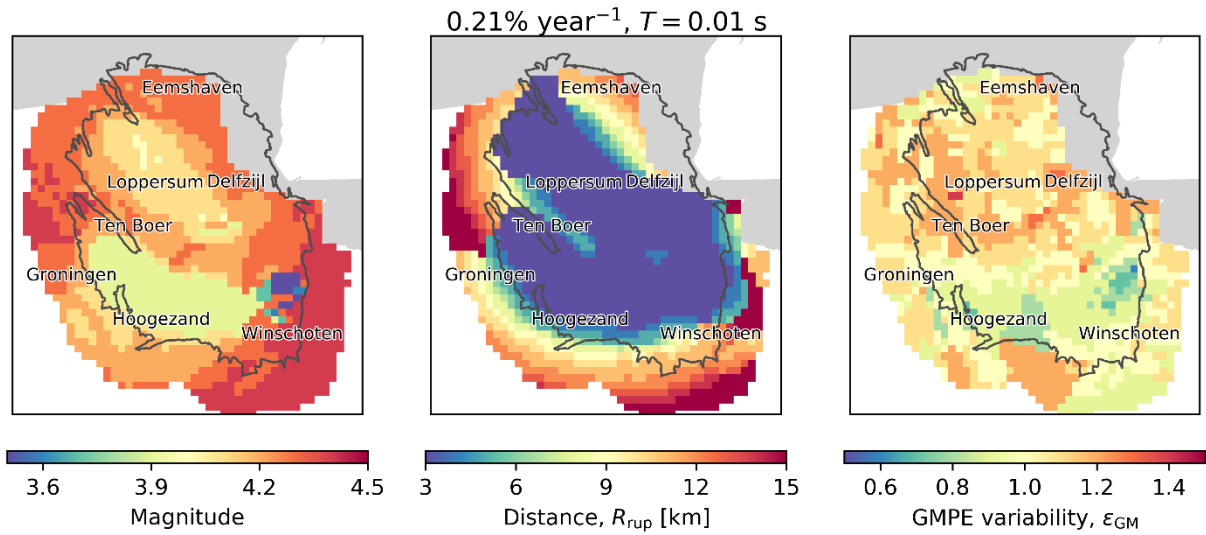 0.21% year⁻¹, T = 0.01 s
Eemshaven
Loppersum Delfzijl
Ten Boer
Groningen
Hoogezand
Winschoten
3.6 3.9 4.2 4.5
Magnitude
Eemshaven
Loppersum Delfzijl
Ten Boer
Groningen
Hoogezand
Winschoten
3 6 9 12 15
Distance, R_rup [km]
Eemshaven
Loppersum Delfzijl
Ten Boer
Groningen
Hoogezand
Winschoten
0.6 0.8 1.0 1.2 1.4
GMPE variability, ε_GM